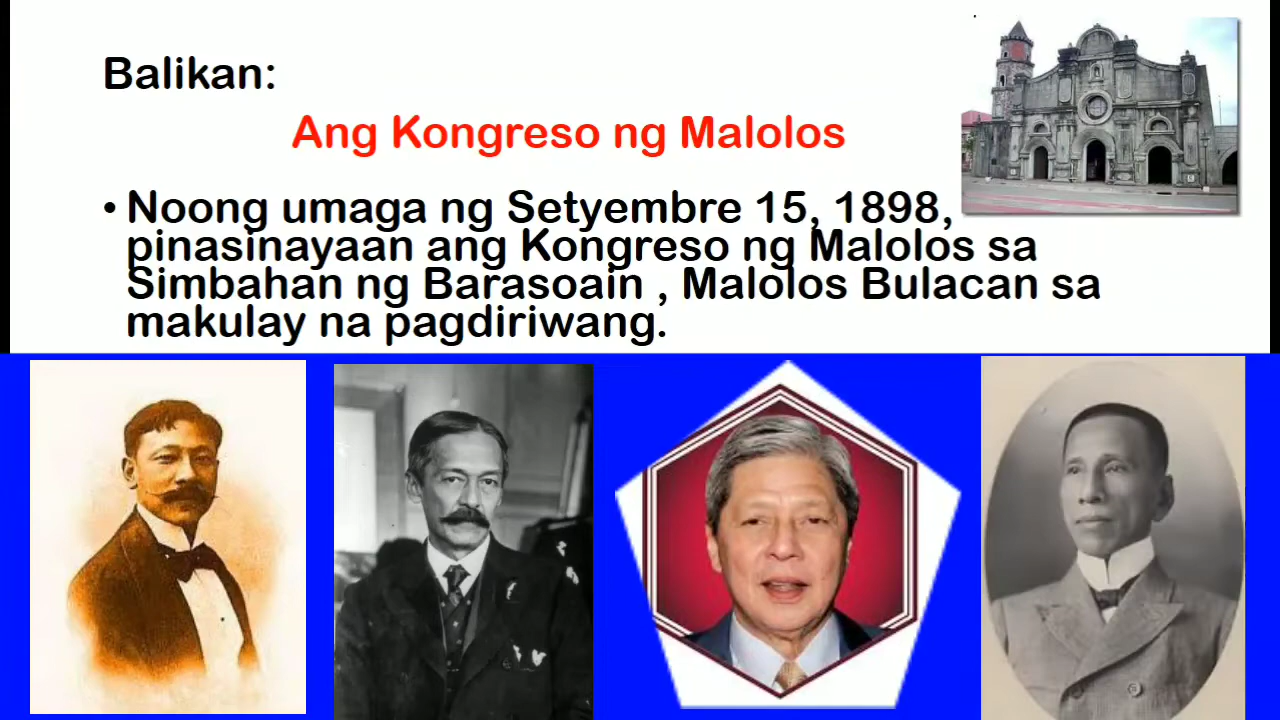 Balikan:
Ang Kongreso ng Malolos
• Noong umaga ng Setyembre 15, 1898,
pinasinayaan ang Kongreso ng Malolos sa
Simbahan ng Barasoain , Malolos Bulacan sa
makulay na pagdiriwang.